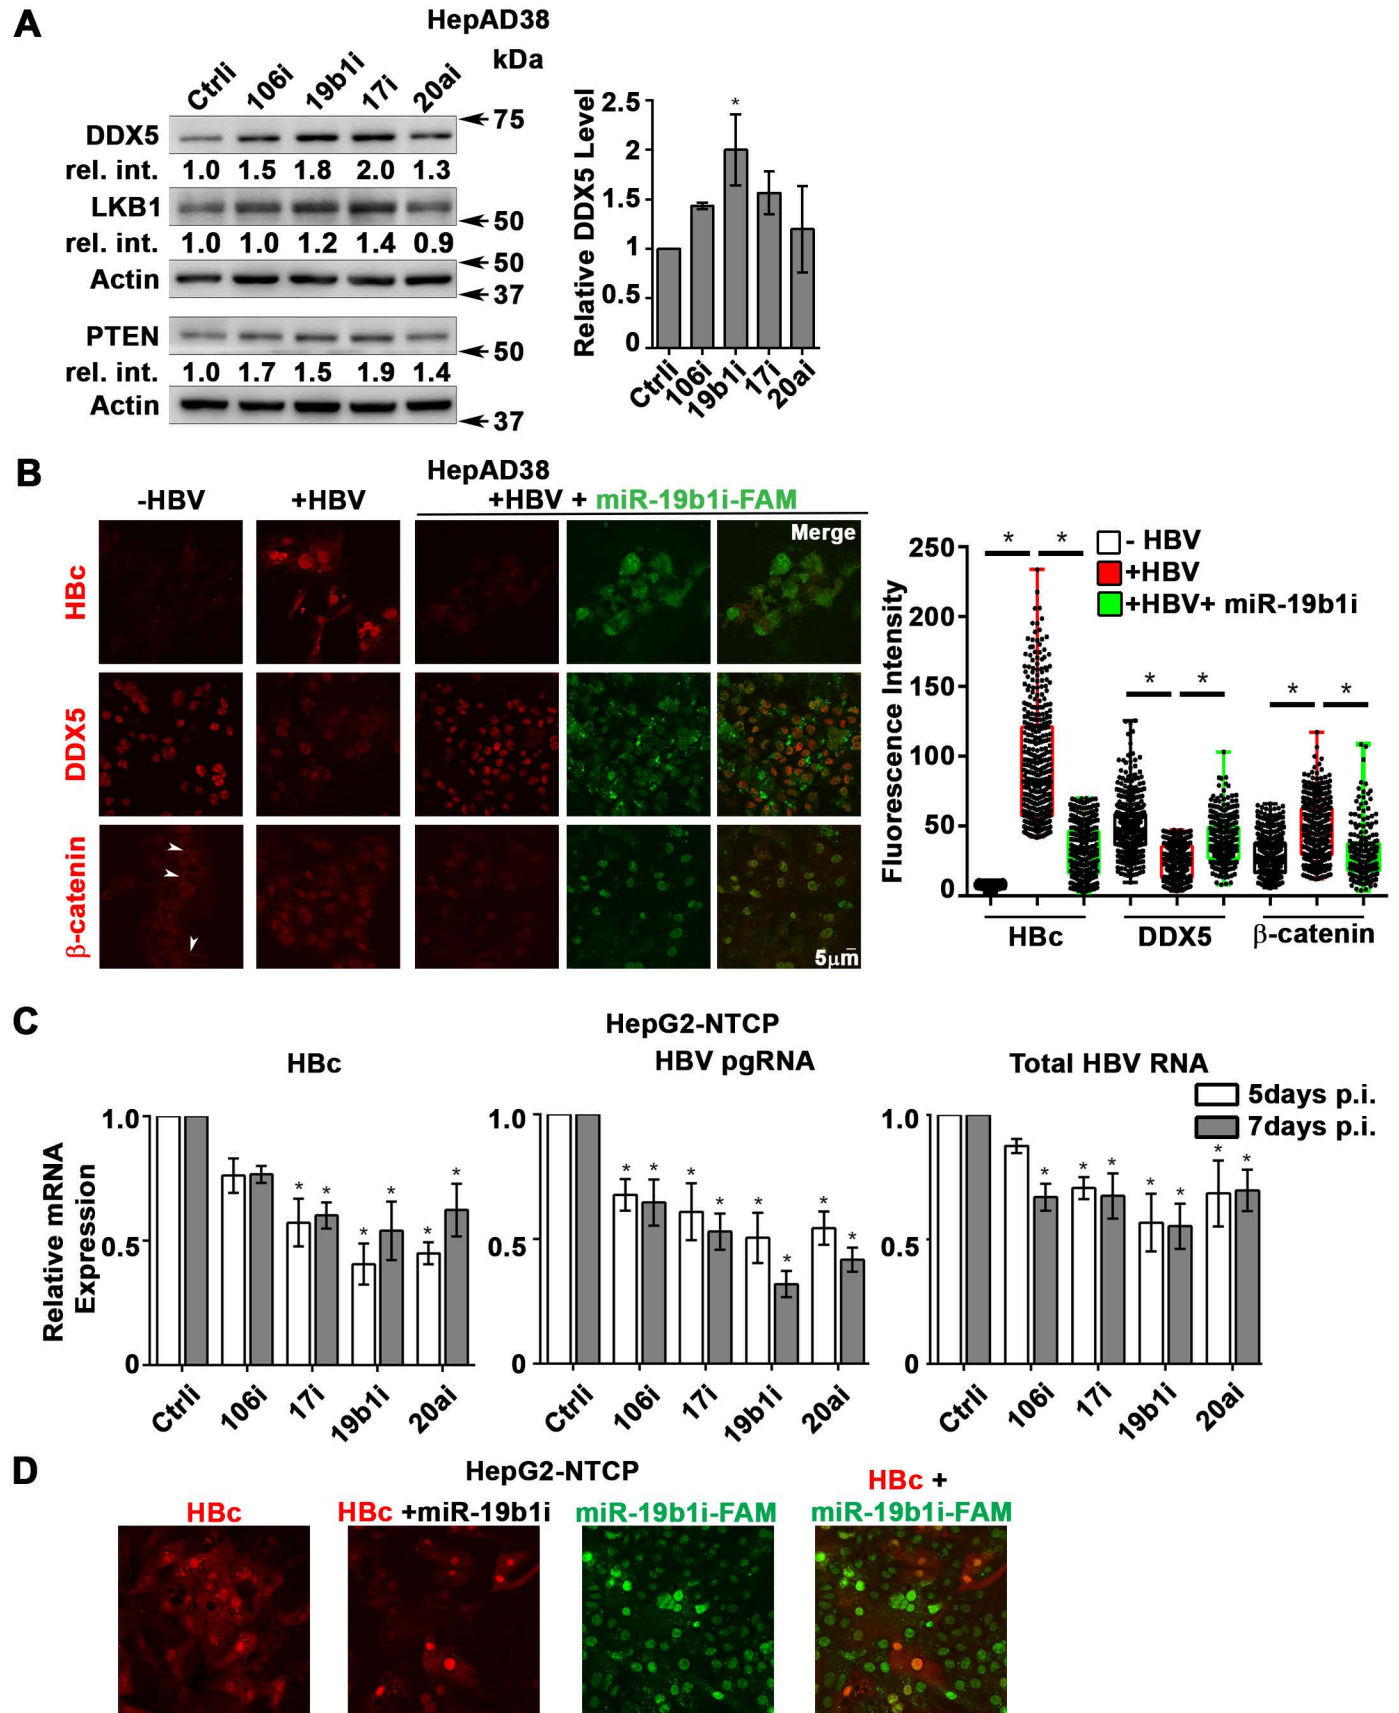 A
HepAD38
kDa
Ctrli 106i 19b1i 17i 20ai
DDX5
75
rel. int. 1.0 1.5 1.8 2.0 1.3
LKB1
50
rel. int. 1.0 1.0 1.2 1.4 0.9
50
Actin
37
PTEN
50
rel. int. 1.0 1.7 1.5 1.9 1.4
Actin
37
Relative DDX5 Level
2.5
2
1.5
1
0.5
0
*
Ctrli 106i 19b1i 17i 20ai
B
HepAD38
-HBV +HBV +HBV + miR-19b1i-FAM
Merge
HBc
DDX5
β-catenin
5μm
Fluorescence Intensity
250
200
150
100
50
0
* *
* *
* *
- HBV
+HBV
+HBV+ miR-19b1i
HBc DDX5 β-catenin
C
HepG2-NTCP
HBc HBV pgRNA Total HBV RNA
5days p.i.
7days p.i.
Relative mRNA
Expression
1.0
0.5
0
* * * * * *
Ctrli 106i 17i 19b1i 20ai
1.0
0.5
0
* * * * * * * *
Ctrli 106i 17i 19b1i 20ai
1.0
0.5
0
* * * * * * *
Ctrli 106i 17i 19b1i 20ai
D
HepG2-NTCP
HBc
HBc +miR-19b1i
miR-19b1i-FAM
HBc +
miR-19b1i-FAM